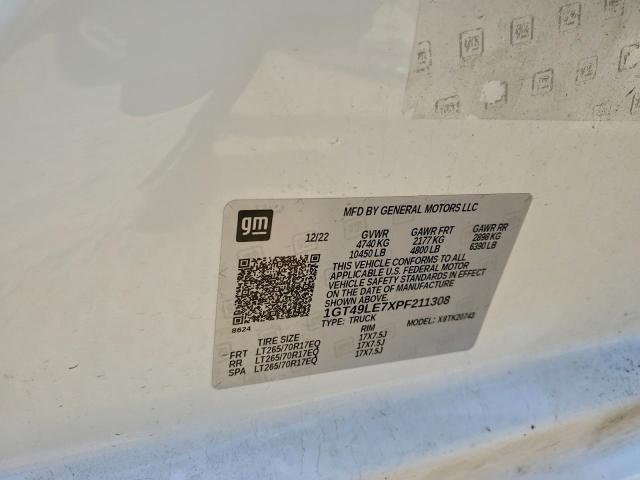 gm
MFD BY GENERAL MOTORS LLC
12/22 GVWR GAWR FRT GAWR RR
4740 KG 2177 KG 2898 KG
10450 LB 4800 LB 6390 LB
THIS VEHICLE CONFORMS TO ALL
APPLICABLE U.S. FEDERAL MOTOR
VEHICLE SAFETY STANDARDS IN EFFECT
ON THE DATE OF MANUFACTURE
SHOWN ABOVE.
1GT49LE7XPF211308
TYPE: TRUCK MODEL: X8TK20743
8624
TIRE SIZE RIM
FRT LT265/70R17EQ 17X7.5J
RR LT265/70R17EQ 17X7.5J
SPA LT265/70R17EQ 17X7.5J